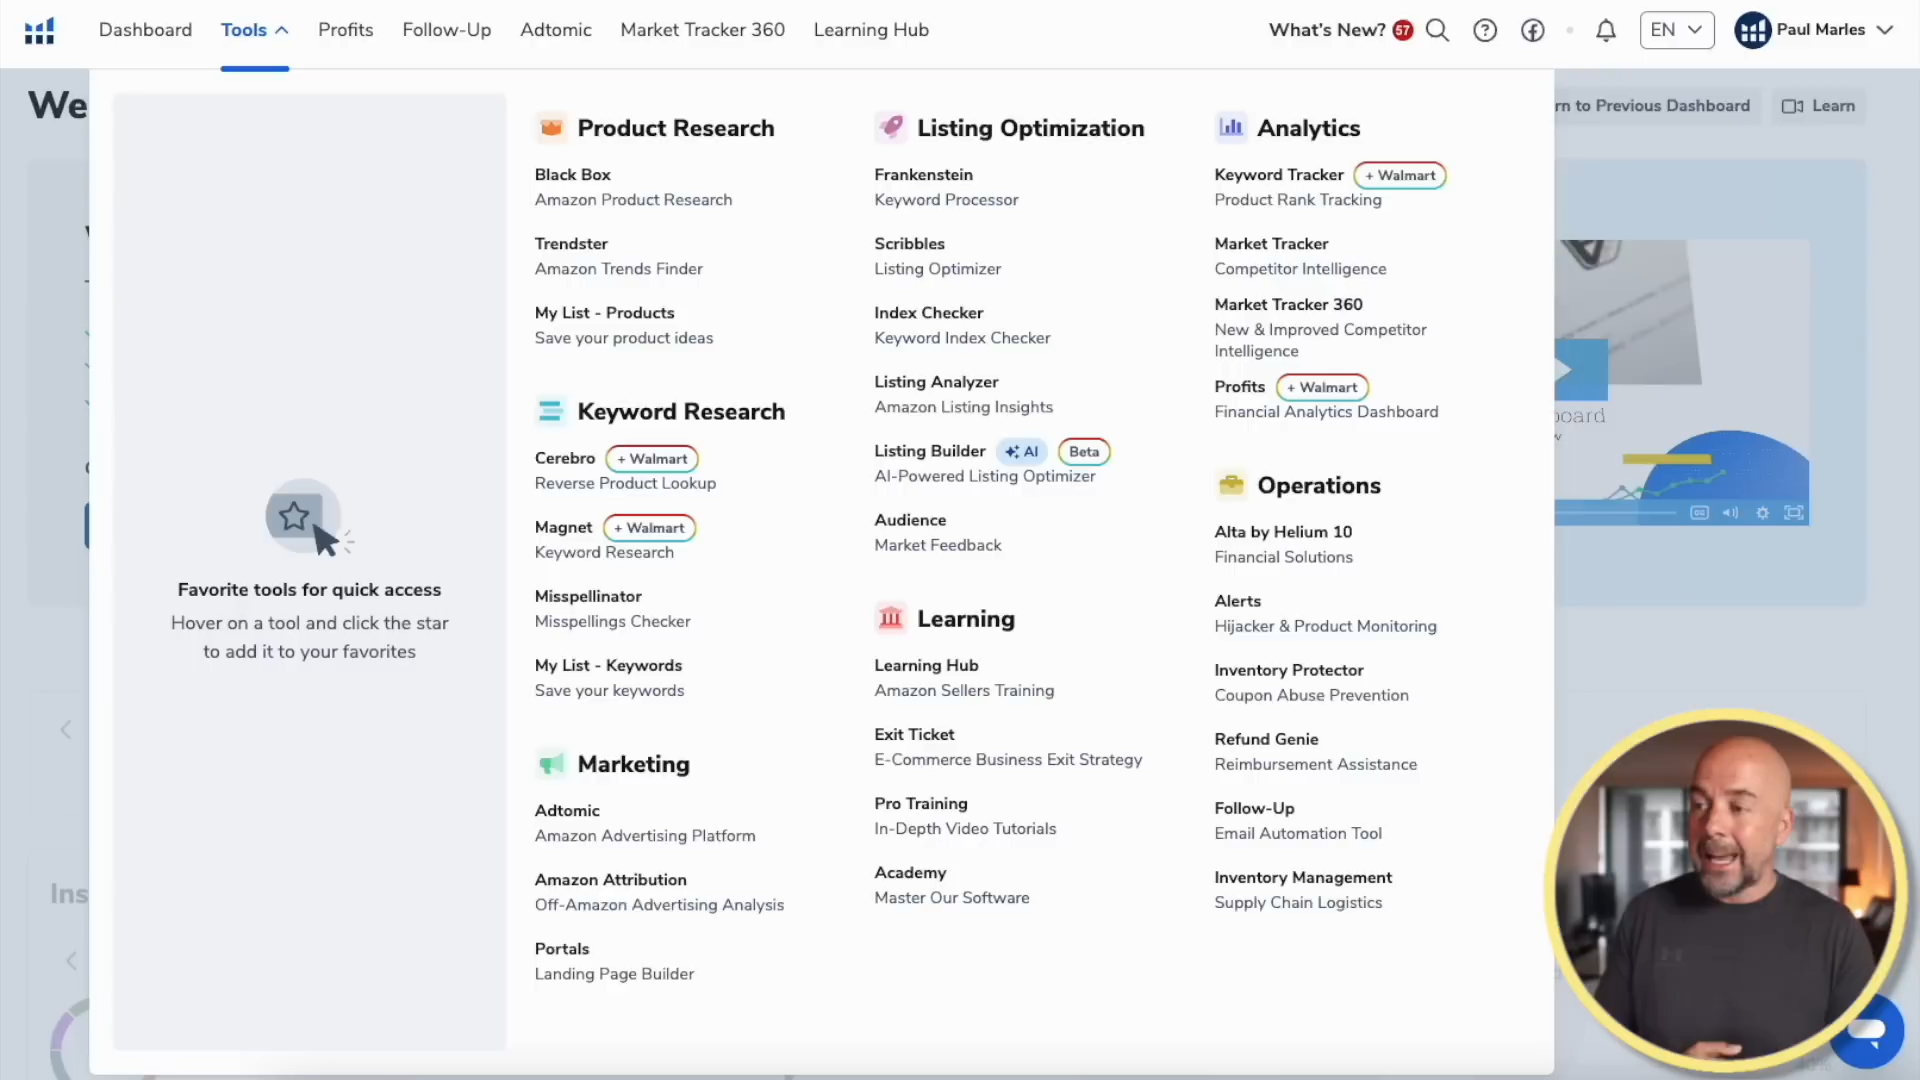 Dashboard
Tools
Profits
Follow-Up
Adtomic
Market Tracker 360
Learning Hub
What's New? 57
EN
Paul Marles
We
rn to Previous Dashboard
Learn
Favorite tools for quick access
Hover on a tool and click the star
to add it to your favorites
Product Research
Black Box
Amazon Product Research
Trendster
Amazon Trends Finder
My List - Products
Save your product ideas
Keyword Research
Cerebro + Walmart
Reverse Product Lookup
Magnet + Walmart
Keyword Research
Misspellinator
Misspellings Checker
My List - Keywords
Save your keywords
Marketing
Adtomic
Amazon Advertising Platform
Amazon Attribution
Off-Amazon Advertising Analysis
Portals
Landing Page Builder
Listing Optimization
Frankenstein
Keyword Processor
Scribbles
Listing Optimizer
Index Checker
Keyword Index Checker
Listing Analyzer
Amazon Listing Insights
Listing Builder AI Beta
AI-Powered Listing Optimizer
Audience
Market Feedback
Learning
Learning Hub
Amazon Sellers Training
Exit Ticket
E-Commerce Business Exit Strategy
Pro Training
In-Depth Video Tutorials
Academy
Master Our Software
Analytics
Keyword Tracker + Walmart
Product Rank Tracking
Market Tracker
Competitor Intelligence
Market Tracker 360
New & Improved Competitor
Intelligence
Profits + Walmart
Financial Analytics Dashboard
Operations
Alta by Helium 10
Financial Solutions
Alerts
Hijacker & Product Monitoring
Inventory Protector
Coupon Abuse Prevention
Refund Genie
Reimbursement Assistance
Follow-Up
Email Automation Tool
Inventory Management
Supply Chain Logistics
board
Ins